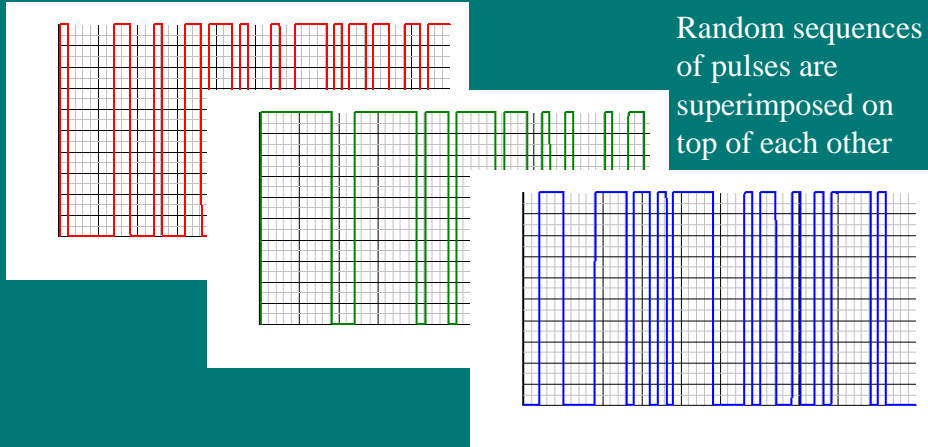 Random sequences
of pulses are
superimposed on
top of each other